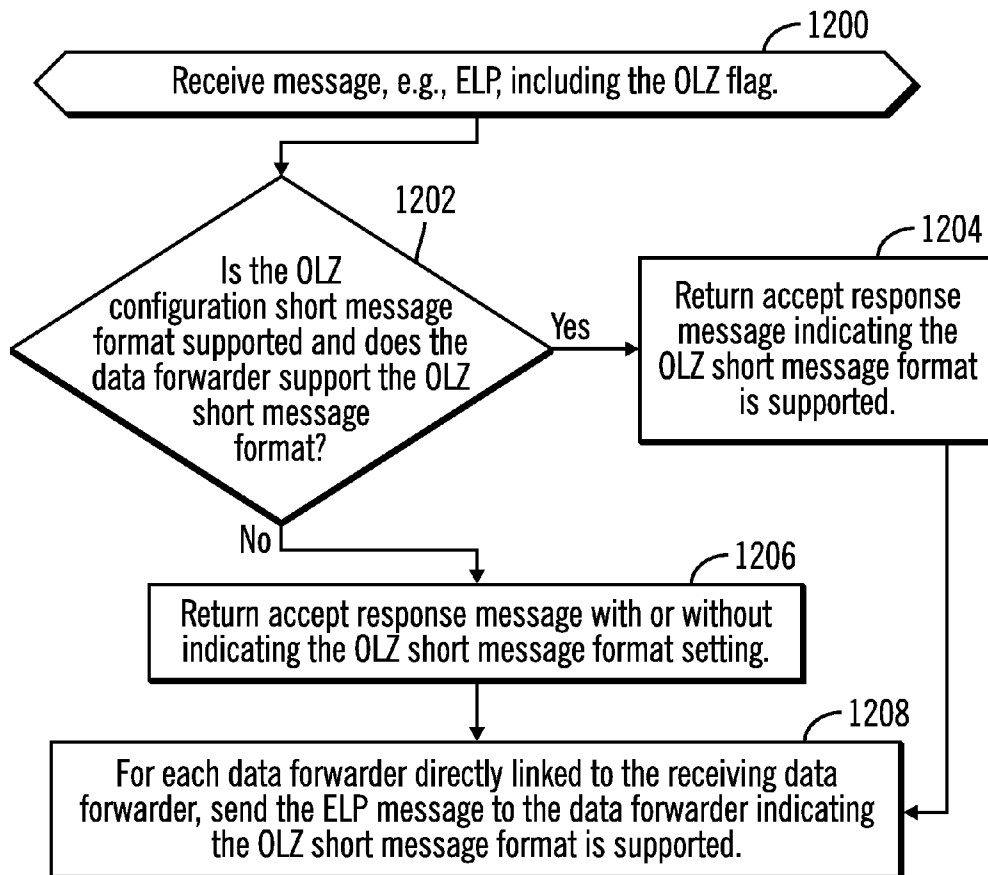 1200
Receive message, e.g., ELP, including the OLZ flag.
1202
Is the OLZ
configuration short message
format supported and does the
data forwarder support the OLZ
short message
format?
Yes
1204
Return accept response
message indicating the
OLZ short message format
is supported.
No
1206
Return accept response message with or without
indicating the OLZ short message format setting.
1208
For each data forwarder directly linked to the receiving data
forwarder, send the ELP message to the data forwarder indicating
the OLZ short message format is supported.